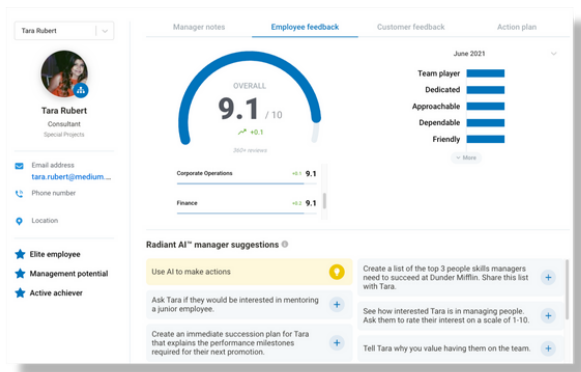 Tara Rubert
Tara Rubert
Consultant
Special Projects
Email address
tara.rubert@medium....
Phone number
Location
Elite employee
Management potential
Active achiever
Manager notes
Employee feedback
Customer feedback
Action plan
OVERALL
9.1 / 10
+0.1
360+ reviews
Corporate Operations +0.1 9.1
Finance +0.2 9.1
June 2021
Team player
Dedicated
Approachable
Dependable
Friendly
More
Radiant AI™ manager suggestions
Use AI to make actions
Ask Tara if they would be interested in mentoring
a junior employee.
Create an immediate succession plan for Tara
that explains the performance milestones
required for their next promotion.
Create a list of the top 3 people skills managers
need to succeed at Dunder Mifflin. Share this list
with Tara.
See how interested Tara is in managing people.
Ask them to rate their interest on a scale of 1-10.
Tell Tara why you value having them on the team.